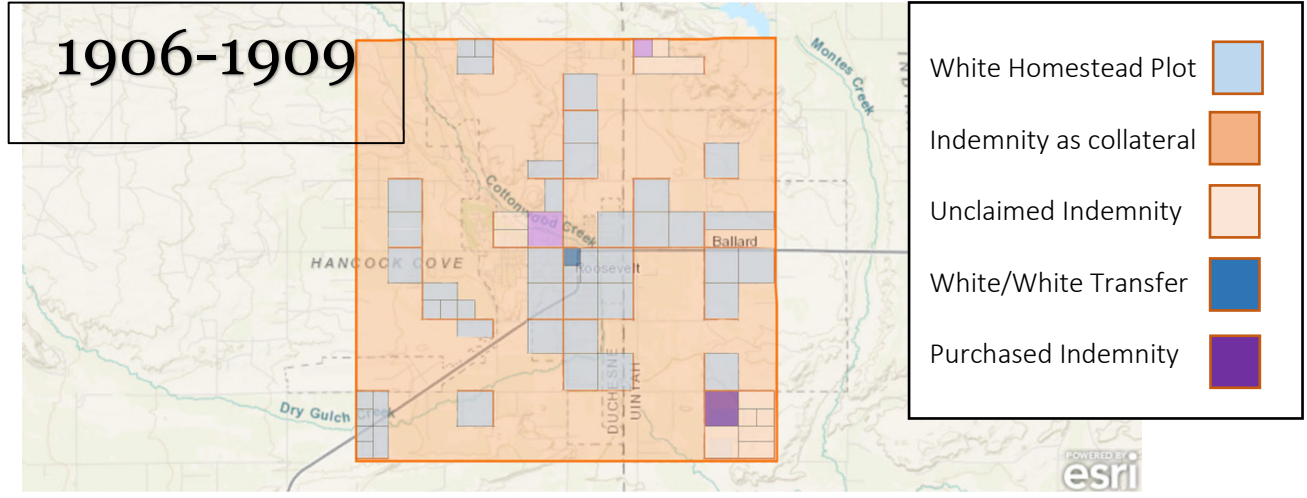 1906-1909
Montes Creek
Cottonwood Creek
Ballard
HANCOCK COVE
Roosevelt
DUCHESNE
UINTAH
Dry Gulch Creek
White Homestead Plot
Indemnity as collateral
Unclaimed Indemnity
White/White Transfer
Purchased Indemnity
POWERED BY
esri